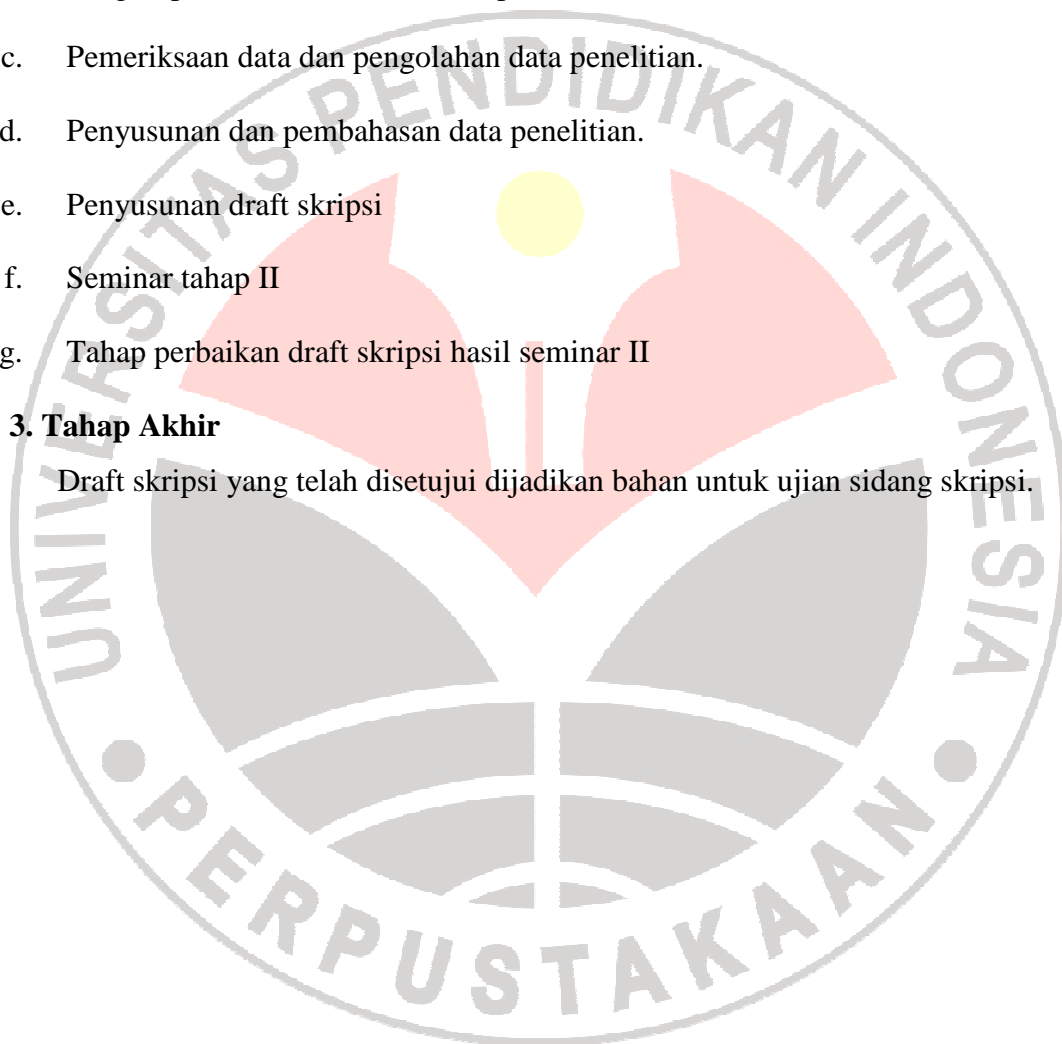 c. Pemeriksaan data dan pengolahan data penelitian.
d. Penyusunan dan pembahasan data penelitian.
e. Penyusunan draft skripsi
f. Seminar tahap II
g. Tahap perbaikan draft skripsi hasil seminar II
3. Tahap Akhir
Draft skripsi yang telah disetujui dijadikan bahan untuk ujian sidang skripsi.
UNIVERSITAS PENDIDIKAN INDONESIA
PERPUSTAKAAN